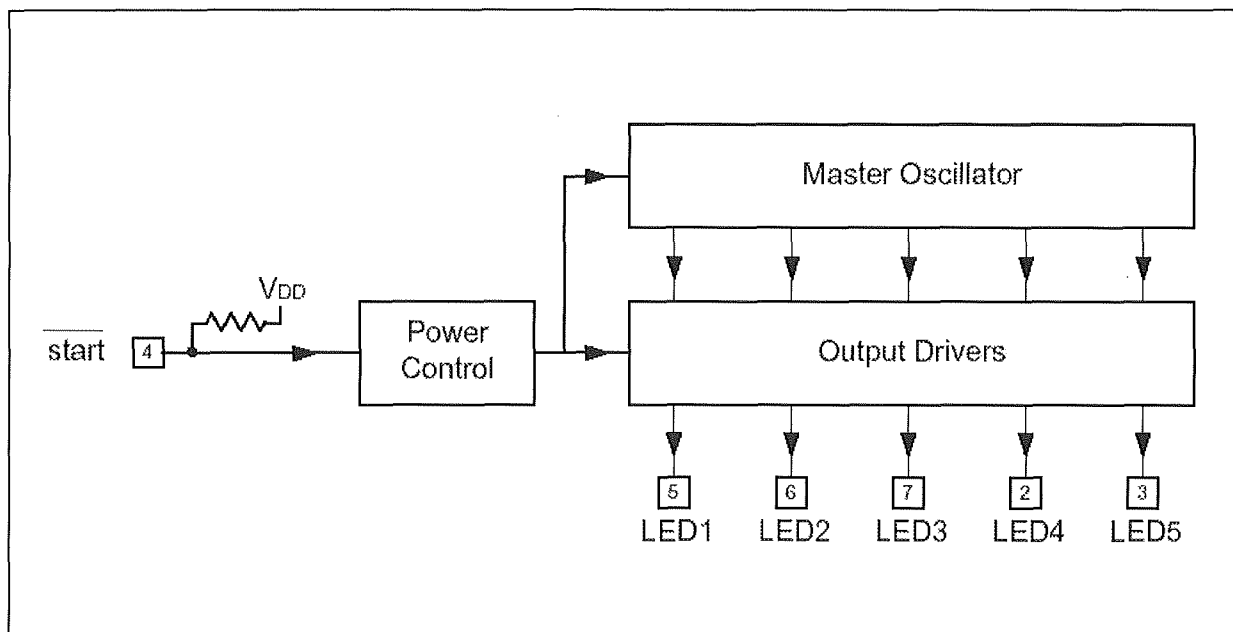 Master Oscillator
VDD
start
4
Power
Control
Output Drivers
5
6
7
2
3
LED1
LED2
LED3
LED4
LED5